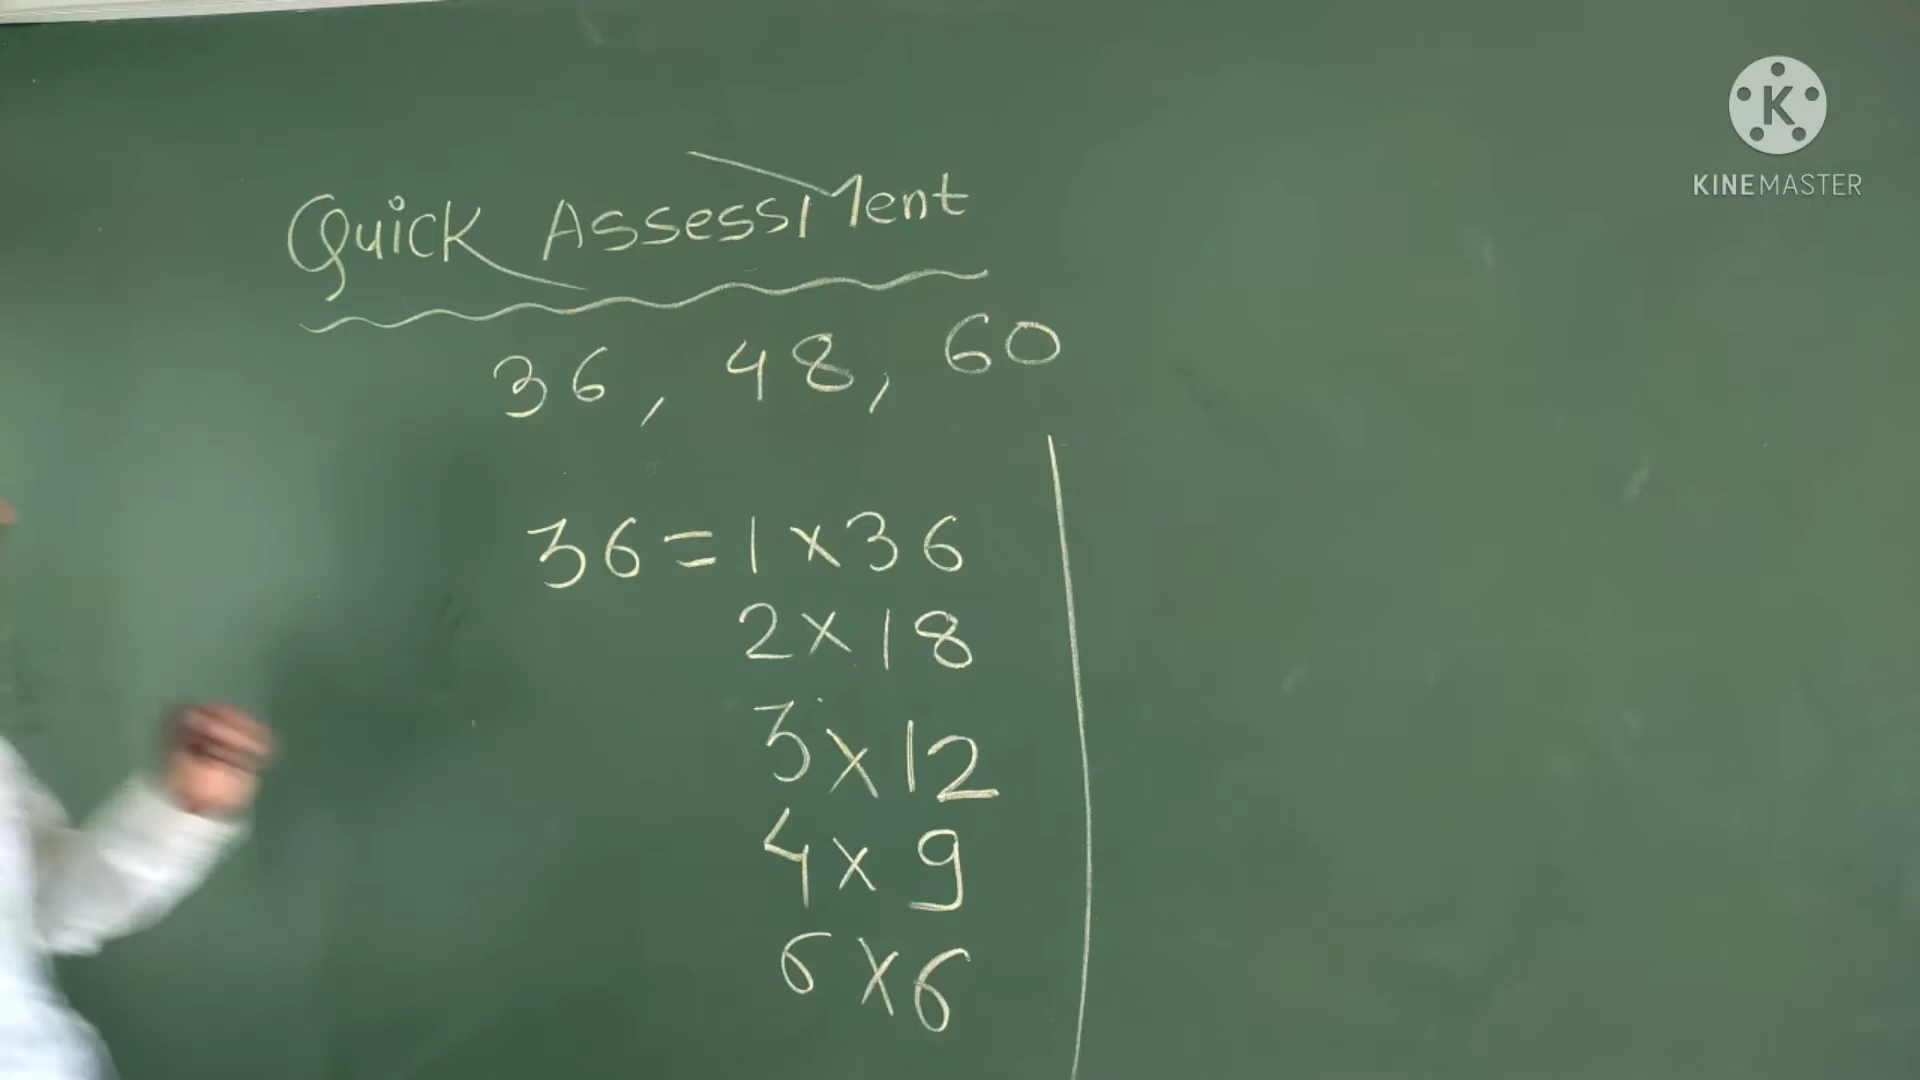 Quick Assessment
36, 48, 60
36=1×36
2×18
3×12
4×9
6×6
K
KINEMASTER